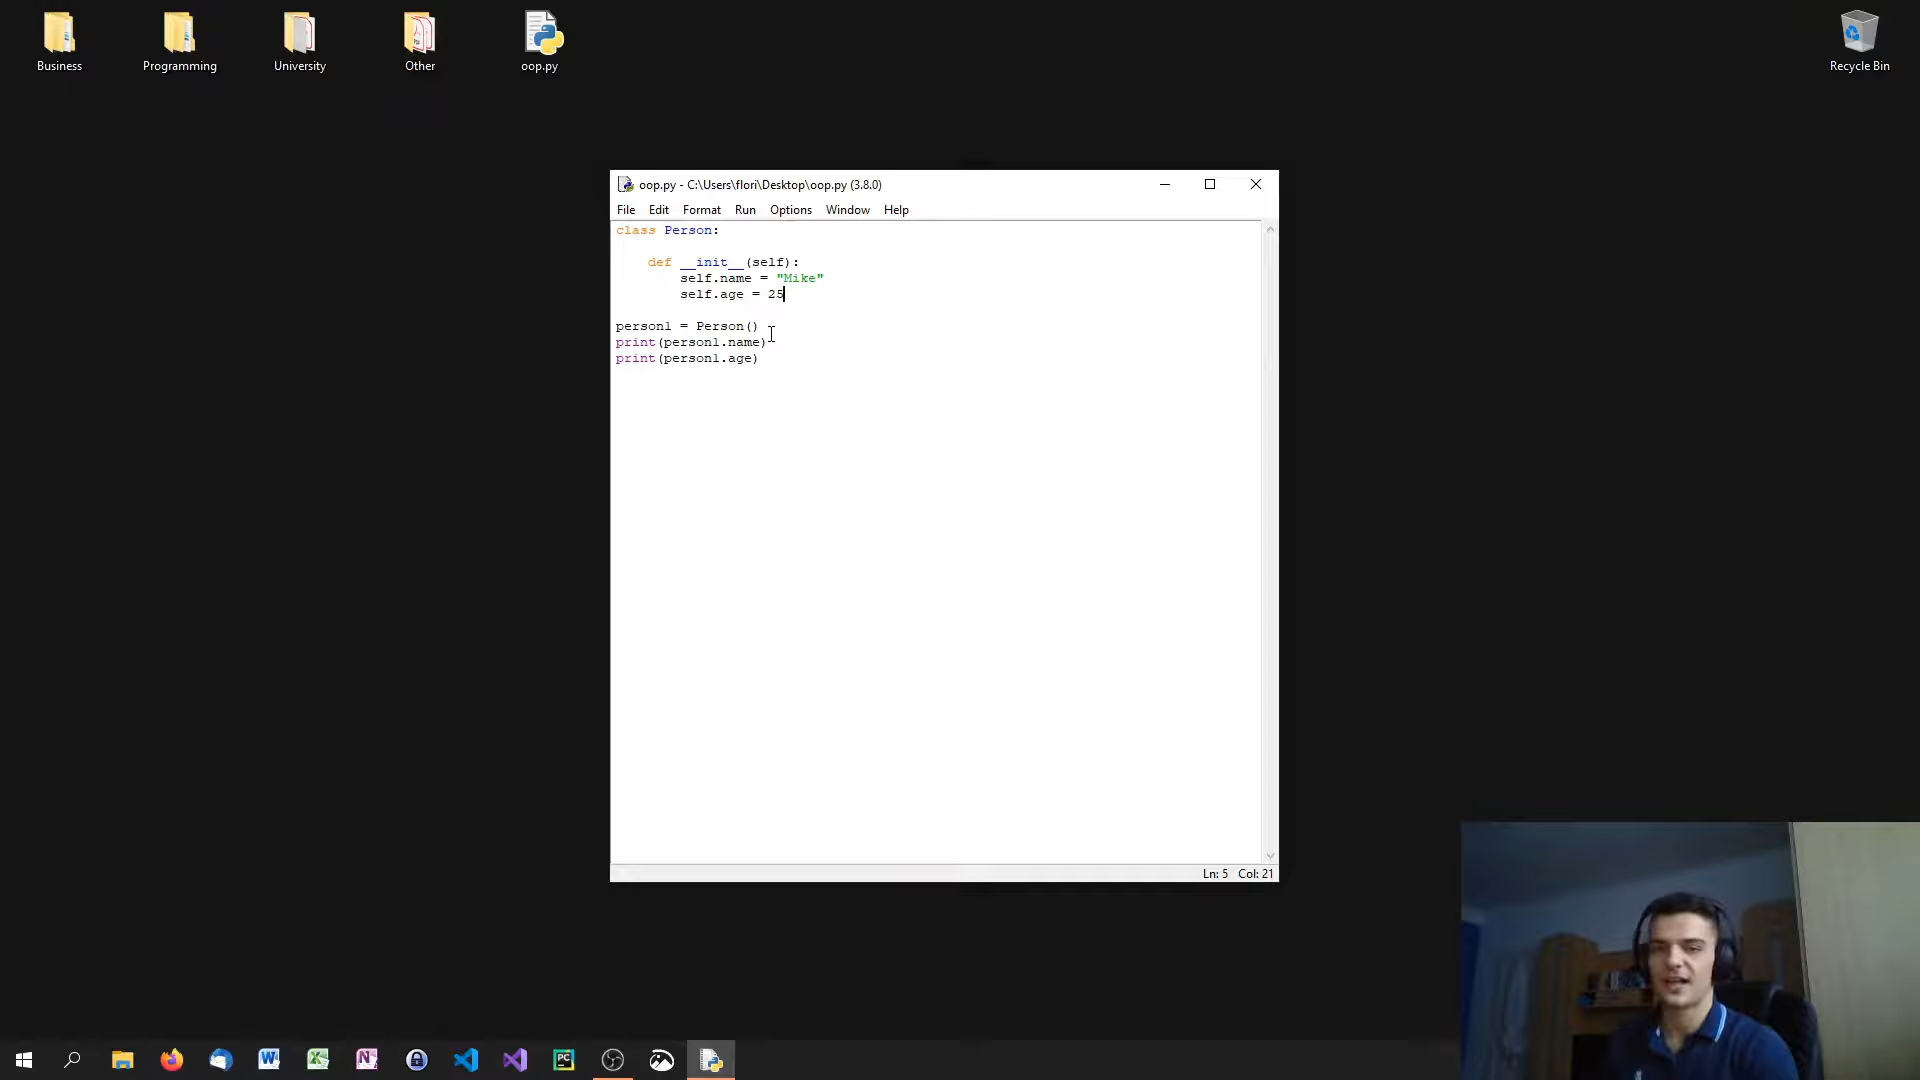 Business
Programming
University
Other
oop.py
Recycle Bin
oop.py - C:\Users\flori\Desktop\oop.py (3.8.0)
File Edit Format Run Options Window Help
class Person:
def __init__(self):
self.name = "Mike"
self.age = 25
person1 = Person()
print(person1.name)
print(person1.age)
Ln: 5 Col: 21